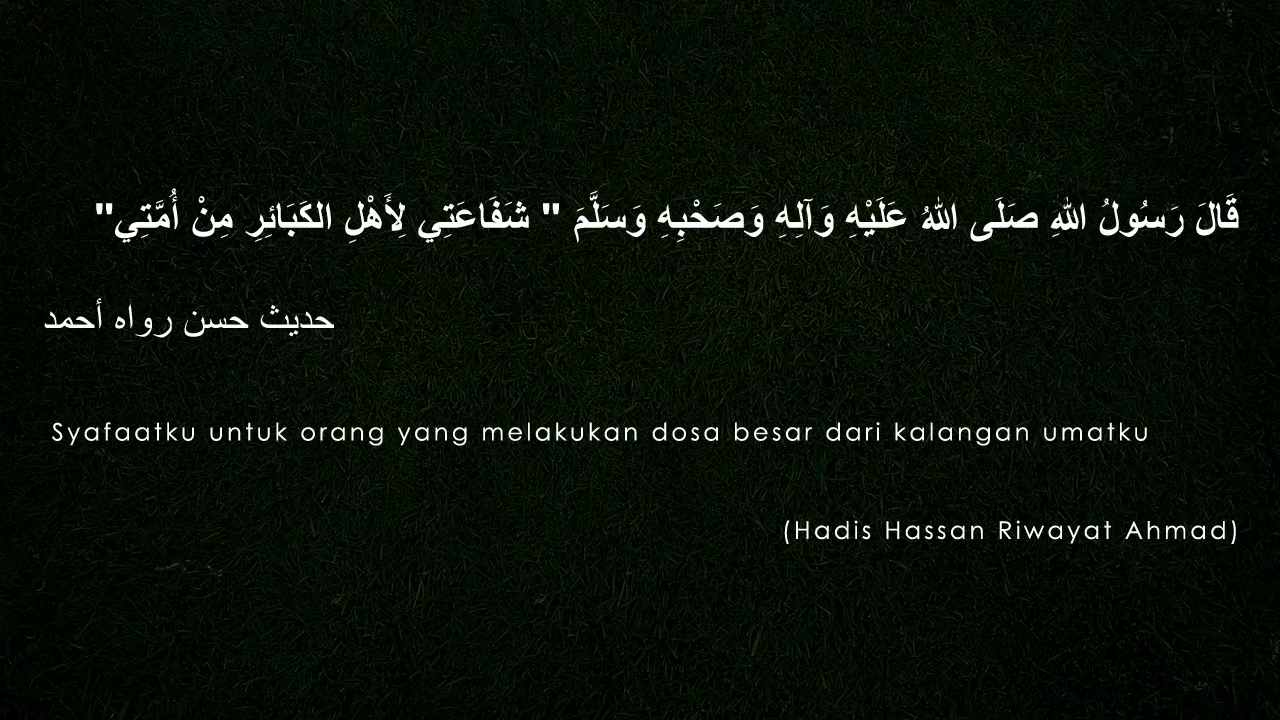 قَالَ رَسُولُ اللهِ صَلَى اللهُ عَلَيْهِ وَآلِهِ وَصَحْبِهِ وَسَلَّمَ " شَفَاعَتِي لِأَهْلِ الكَبَائِرِ مِنْ أُمَّتِي"
حديث حسن رواه أحمد
Syafaatku untuk orang yang melakukan dosa besar dari kalangan umatku
(Hadis Hassan Riwayat Ahmad)